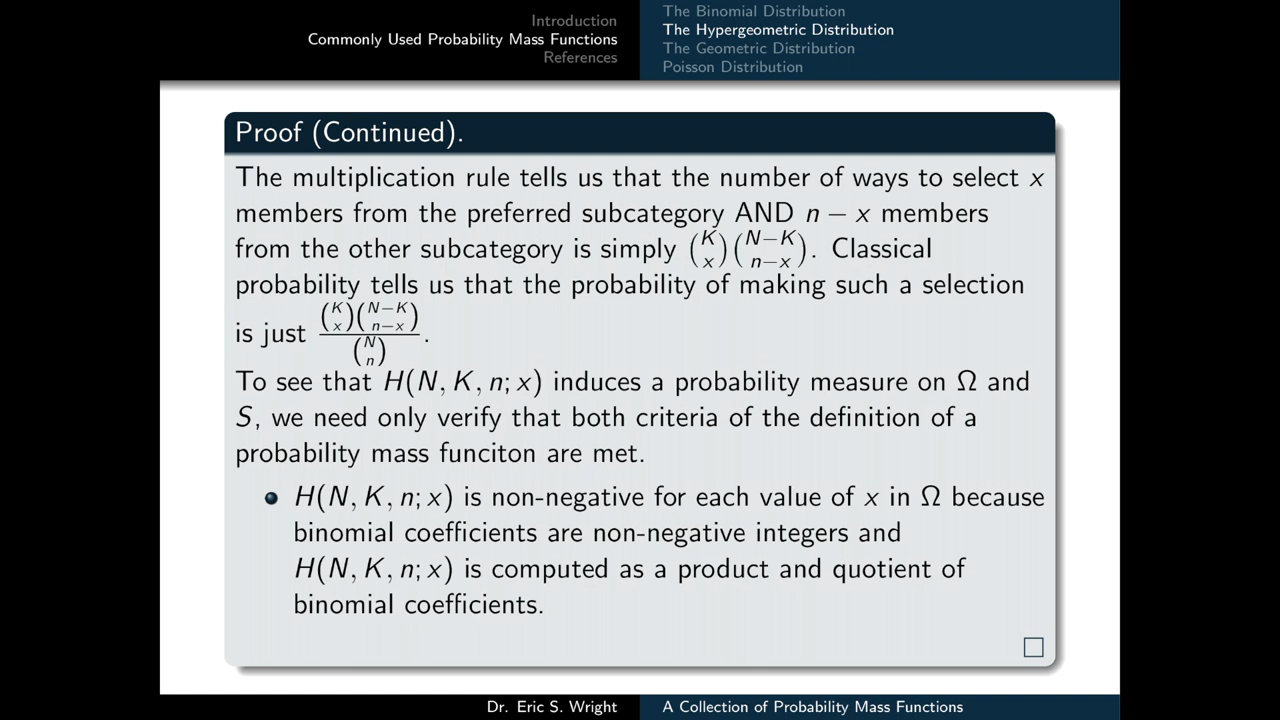 Introduction
Commonly Used Probability Mass Functions
References
The Binomial Distribution
The Hypergeometric Distribution
The Geometric Distribution
Poisson Distribution
Proof (Continued).
The multiplication rule tells us that the number of ways to select x
members from the preferred subcategory AND n − x members
from the other subcategory is simply \binom{K}{x}\binom{N−K}{n−x}. Classical
probability tells us that the probability of making such a selection
is just \frac{\binom{K}{x}\binom{N−K}{n−x}}{\binom{N}{n}}.
To see that H(N, K, n; x) induces a probability measure on Ω and
S, we need only verify that both criteria of the definition of a
probability mass funciton are met.
H(N, K, n; x) is non-negative for each value of x in Ω because
binomial coefficients are non-negative integers and
H(N, K, n; x) is computed as a product and quotient of
binomial coefficients.
□
Dr. Eric S. Wright
A Collection of Probability Mass Functions